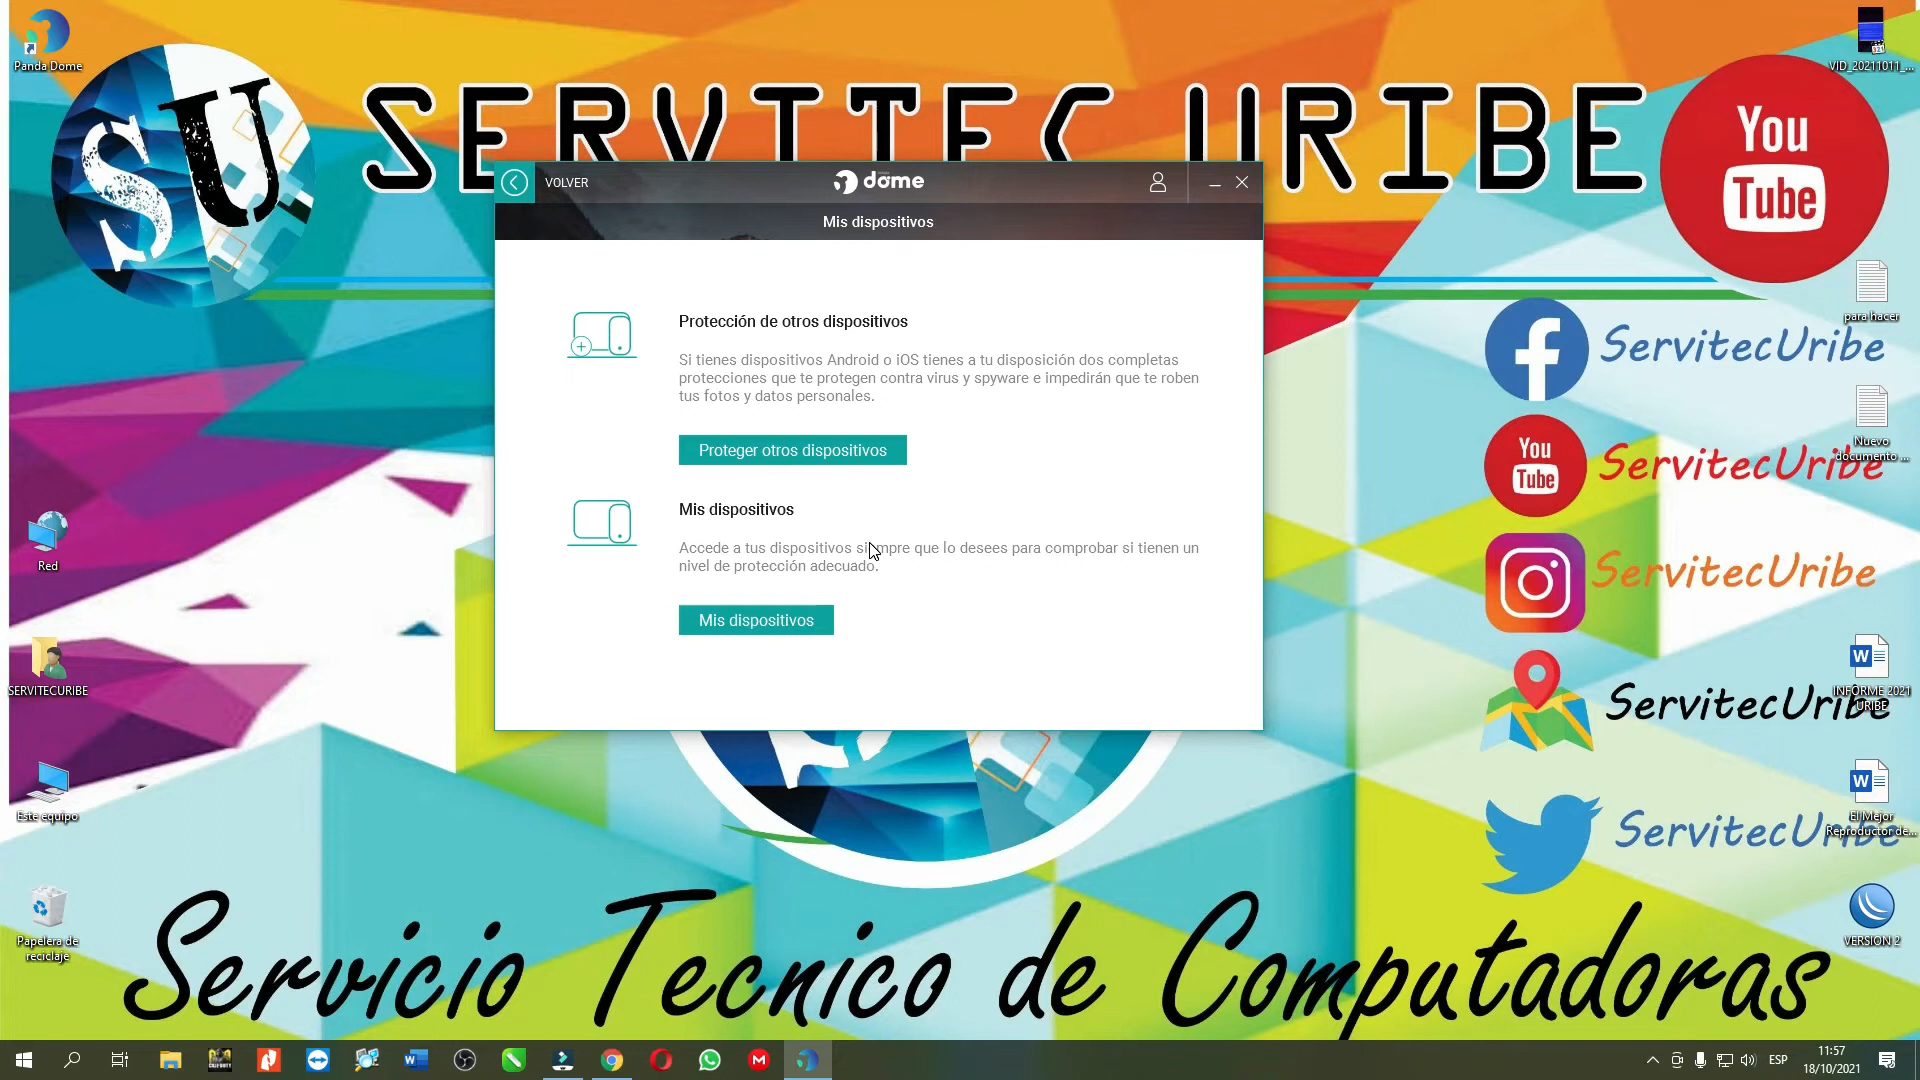 Panda Dome
VID_20211011_...
SU
SERVITEC URIBE
You
Tube
VOLVER
dome
Mis dispositivos
Protección de otros dispositivos
Si tienes dispositivos Android o iOS tienes a tu disposición dos completas
protecciones que te protegen contra virus y spyware e impedirán que te roben
tus fotos y datos personales.
Proteger otros dispositivos
Mis dispositivos
Accede a tus dispositivos siempre que lo desees para comprobar si tienen un
nivel de protección adecuado.
Mis dispositivos
para hacer
ServitecUribe
Nuevo
documento ...
You
Tube
ServitecUribe
ServitecUribe
Red
SERVITECURIBE
INFORME 2021
URIBE
ServitecUribe
Este equipo
El Mejor
Reproductor de...
ServitecUribe
Papelera de
reciclaje
VERSION 2
Servicio Tecnico de Computadoras
ESP
11:57
18/10/2021